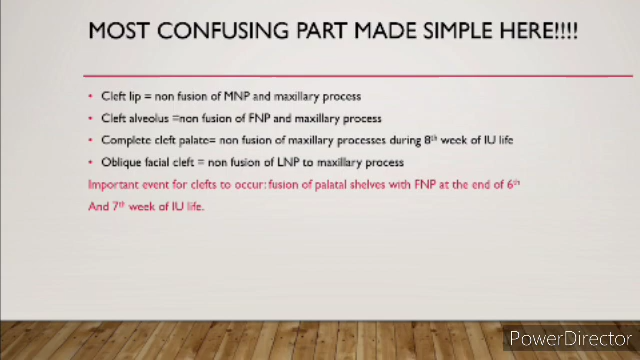 MOST CONFUSING PART MADE SIMPLE HERE!!!!
• Cleft lip = non fusion of MNP and maxillary process
• Cleft alveolus =non fusion of FNP and maxillary process
• Complete cleft palate= non fusion of maxillary processes during 8th week of IU life
• Oblique facial cleft = non fusion of LNP to maxillary process
Important event for clefts to occur: fusion of palatal shelves with FNP at the end of 6th
And 7th week of IU life.
PowerDirector